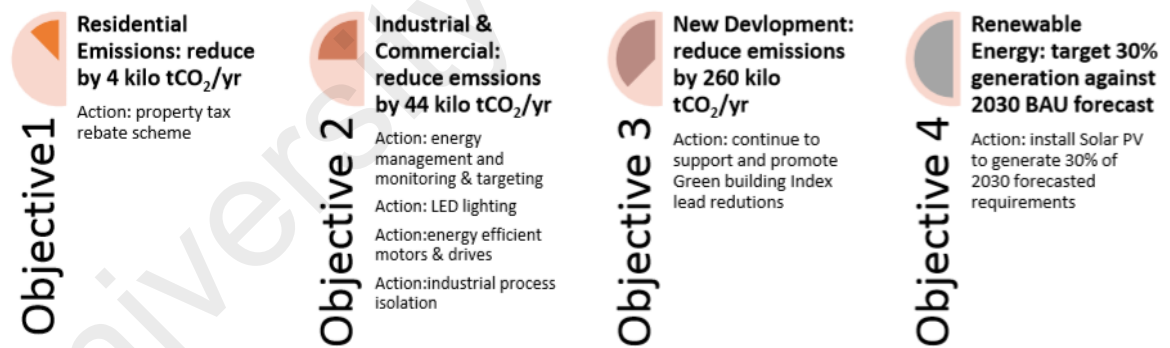 Objective1
Residential
Emissions: reduce
by 4 kilo tCO₂/yr
Action: property tax
rebate scheme
Objective 2
Industrial &
Commercial:
reduce emssions
by 44 kilo tCO₂/yr
Action: energy
management and
monitoring & targeting
Action: LED lighting
Action:energy efficient
motors & drives
Action:industrial process
isolation
Objective 3
New Devlopment:
reduce emissions
by 260 kilo
tCO₂/yr
Action: continue to
support and promote
Green building Index
lead redutions
Objective 4
Renewable
Energy: target 30%
generation against
2030 BAU forecast
Action: install Solar PV
to generate 30% of
2030 forecasted
requirements
iversity